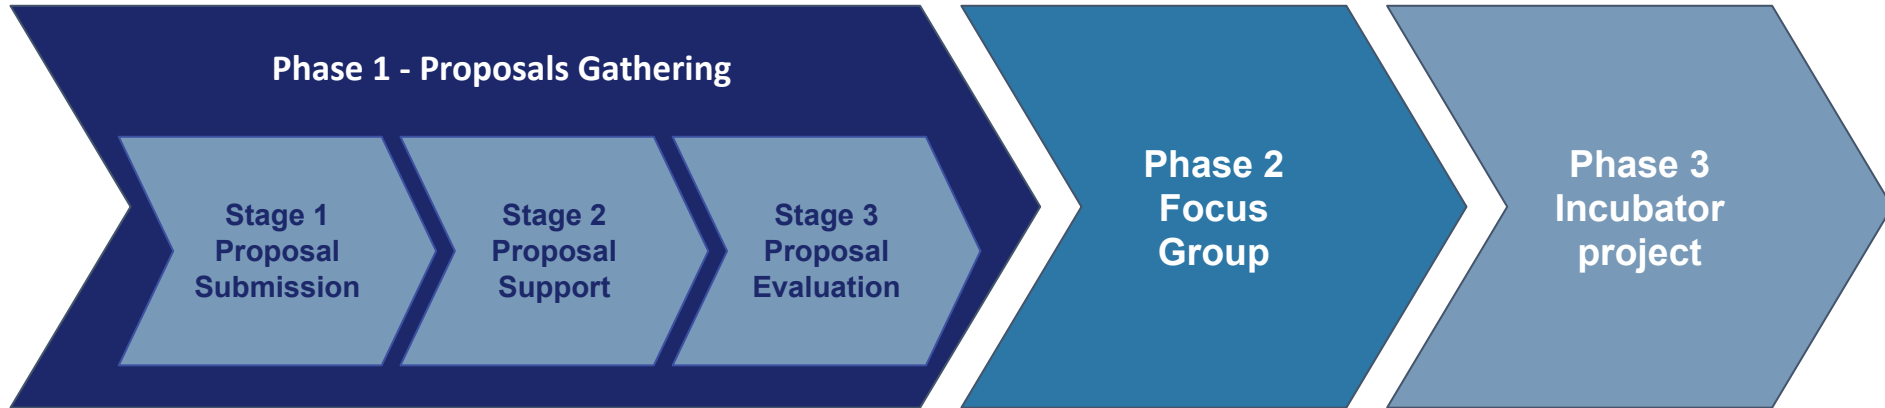 Phase 1 - Proposals Gathering
Stage 1
Proposal
Submission
Stage 2
Proposal
Support
Stage 3
Proposal
Evaluation
Phase 2
Focus
Group
Phase 3
Incubator
project